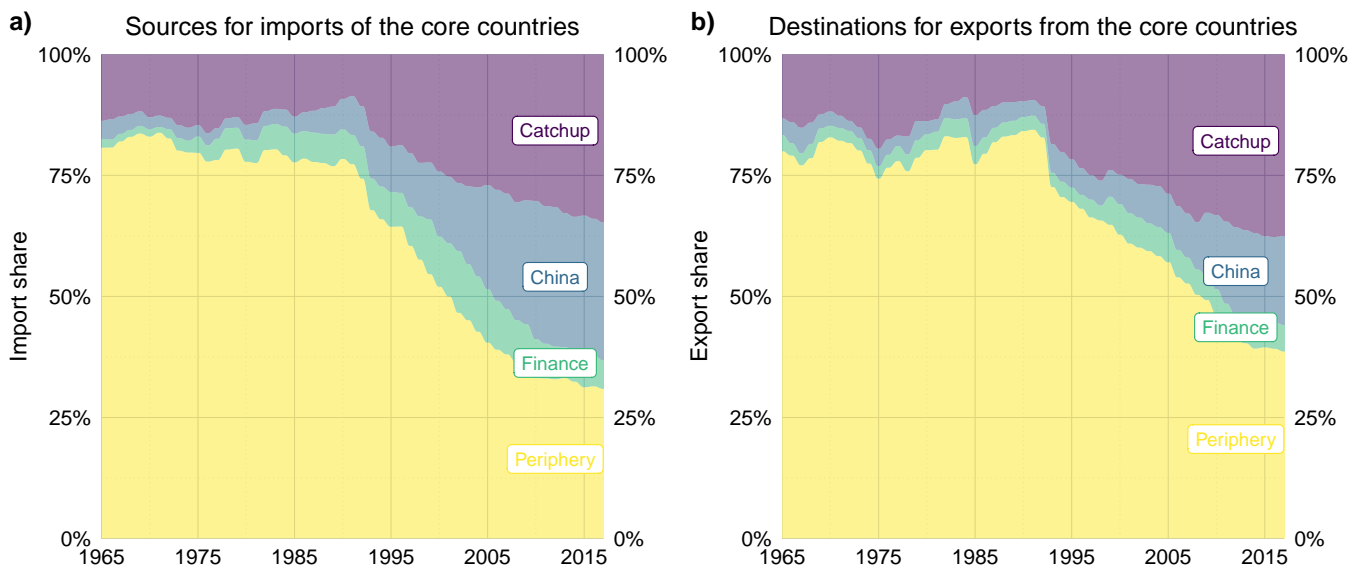 a) Sources for imports of the core countries
100%
75%
50%
25%
0%
Import share
1965 1975 1985 1995 2005 2015
100%
75%
50%
25%
0%
Catchup
China
Finance
Periphery
b) Destinations for exports from the core countries
100%
75%
50%
25%
0%
Export share
1965 1975 1985 1995 2005 2015
100%
75%
50%
25%
0%
Catchup
China
Finance
Periphery